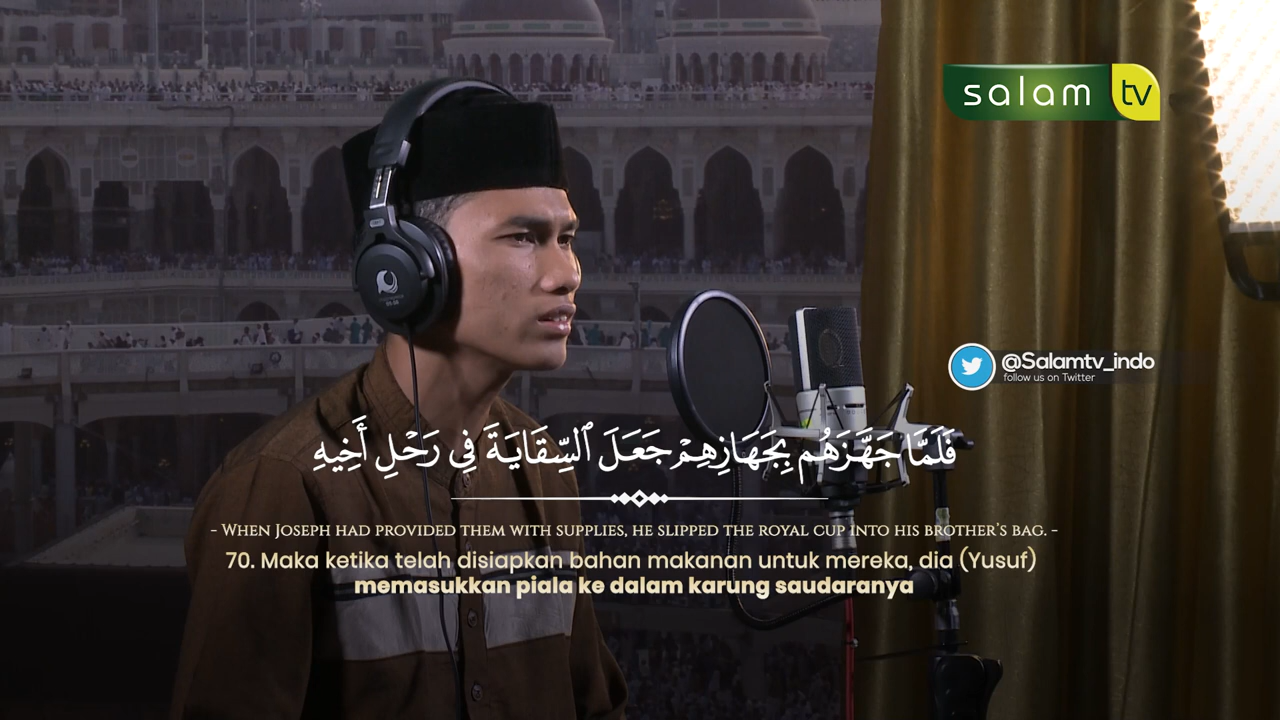 salam tv
@Salamtv_indo
follow us on Twitter
فَلَمَّا جَهَّزَهُم بِجَهَازِهِمْ جَعَلَ ٱلسِّقَايَةَ فِى رَحْلِ أَخِيهِ
- When Joseph had provided them with supplies, he slipped the royal cup into his brother's bag. -
70. Maka ketika telah disiapkan bahan makanan untuk mereka, dia (Yusuf)
memasukkan piala ke dalam karung saudaranya